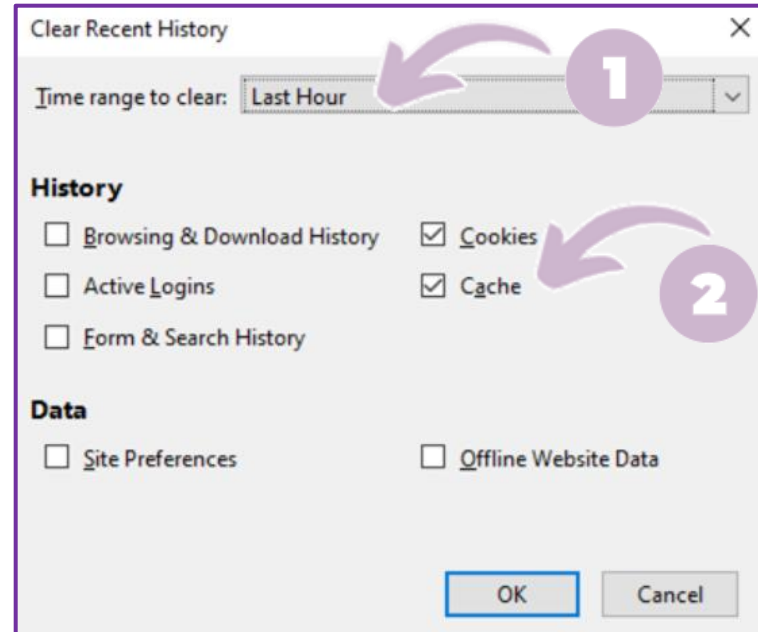 Clear Recent History
Time range to clear: Last Hour
1
History
Browsing & Download History
Cookies
Active Logins
Cache
2
Form & Search History
Data
Site Preferences
Offline Website Data
OK
Cancel